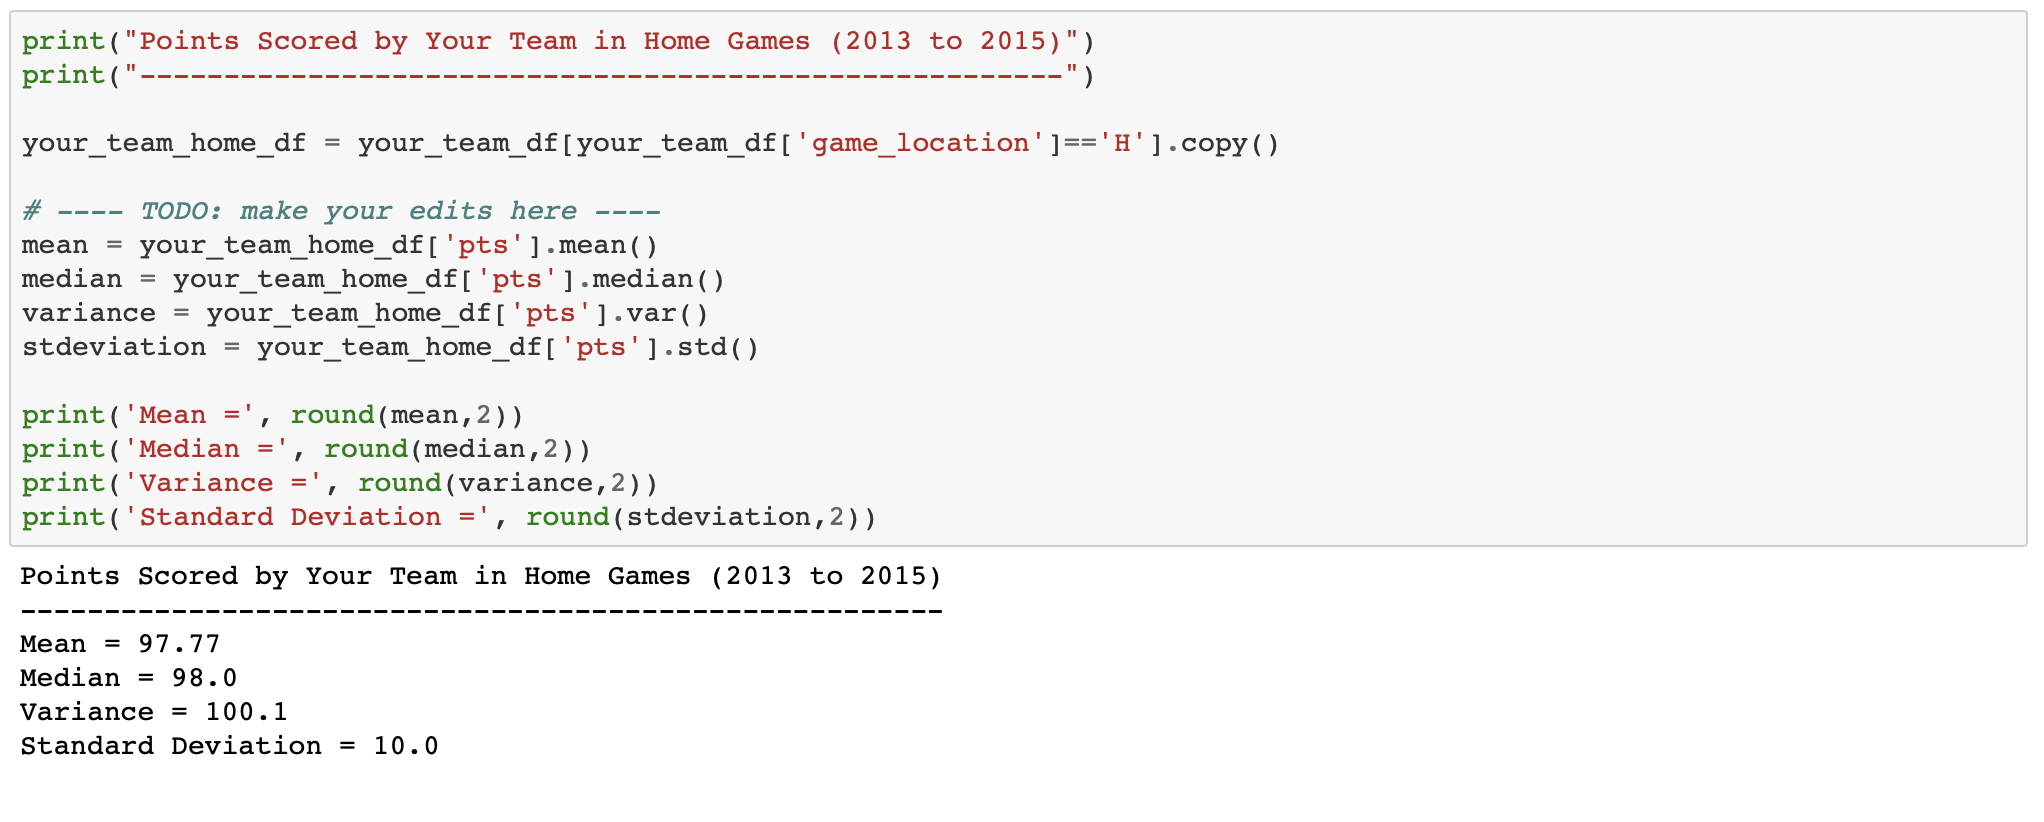 print("Points Scored by Your Team in Home Games (2013 to 2015)")
print("-------------------------------------------------------")
your_team_home_df = your_team_df[your_team_df['game_location']=='H'].copy()
# ---- TODO: make your edits here ----
mean = your_team_home_df['pts'].mean()
median = your_team_home_df['pts'].median()
variance = your_team_home_df['pts'].var()
stdeviation = your_team_home_df['pts'].std()
print('Mean =', round(mean,2))
print('Median =', round(median,2))
print('Variance =', round(variance,2))
print('Standard Deviation =', round(stdeviation,2))
Points Scored by Your Team in Home Games (2013 to 2015)
-------------------------------------------------------
Mean = 97.77
Median = 98.0
Variance = 100.1
Standard Deviation = 10.0